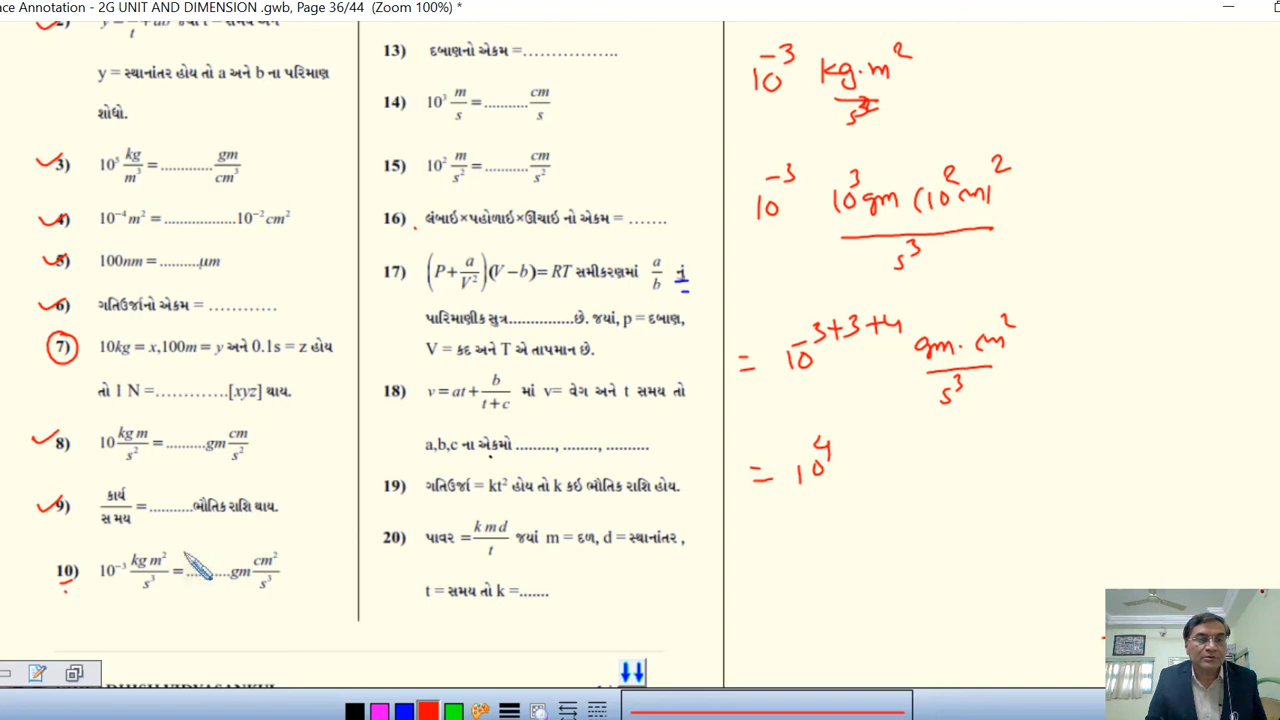 ace Annotation - 2G UNIT AND DIMENSION .gwb, Page 36/44 (Zoom 100%) *
y = સ્થાનાંતર હોય તો a અને b ના પરિમાણ
શોધો.
3) 10³ kg/m³ = ............ gm/cm³
4) 10⁻⁴ m² = ..................10⁻² cm²
5) 100nm = ..........μm
6) ગતિઉર્જાનો એકમ = ............
7) 10kg = x,100m = y અને 0.1s = z હોય
તો 1 N =.............[xyz] થાય.
8) 10 kg m/s² = .........gm cm/s²
9) કાર્ય/સમય = ..........ભૌતિક રાશિ થાય.
10) 10⁻³ kg m²/s³ = ..........gm cm²/s³
13) દબાણનો એકમ =.................
14) 10³ m/s = .......... cm/s
15) 10² m/s² = .......... cm/s²
16) લંબાઇ×પહોળાઇ×ઊંચાઇ નો એકમ = .......
17) (P + a/V²)(V − b) = RT સમીકરણમાં a/b નું
પારિમાણીક સુત્ર...............છે. જયાં, p = દબાણ,
V = કદ અને T એ તાપમાન છે.
18) v = at + b/(t+c) માં v= વેગ અને t સમય તો
a,b,c ના એકમો ........., ........, ..........
19) ગતિઉર્જા = kt² હોય તો k કઇ ભૌતિક રાશિ હોય.
20) પાવર = k m d/t જયાં m = દળ, d = સ્થાનાંતર ,
t = સમય તો k =.......
10⁻³ kg.m²/s³
10⁻³ 10³gm (10²cm)²/s³
= 10⁻³⁺³⁺⁴ gm.cm²/s³
= 10⁴